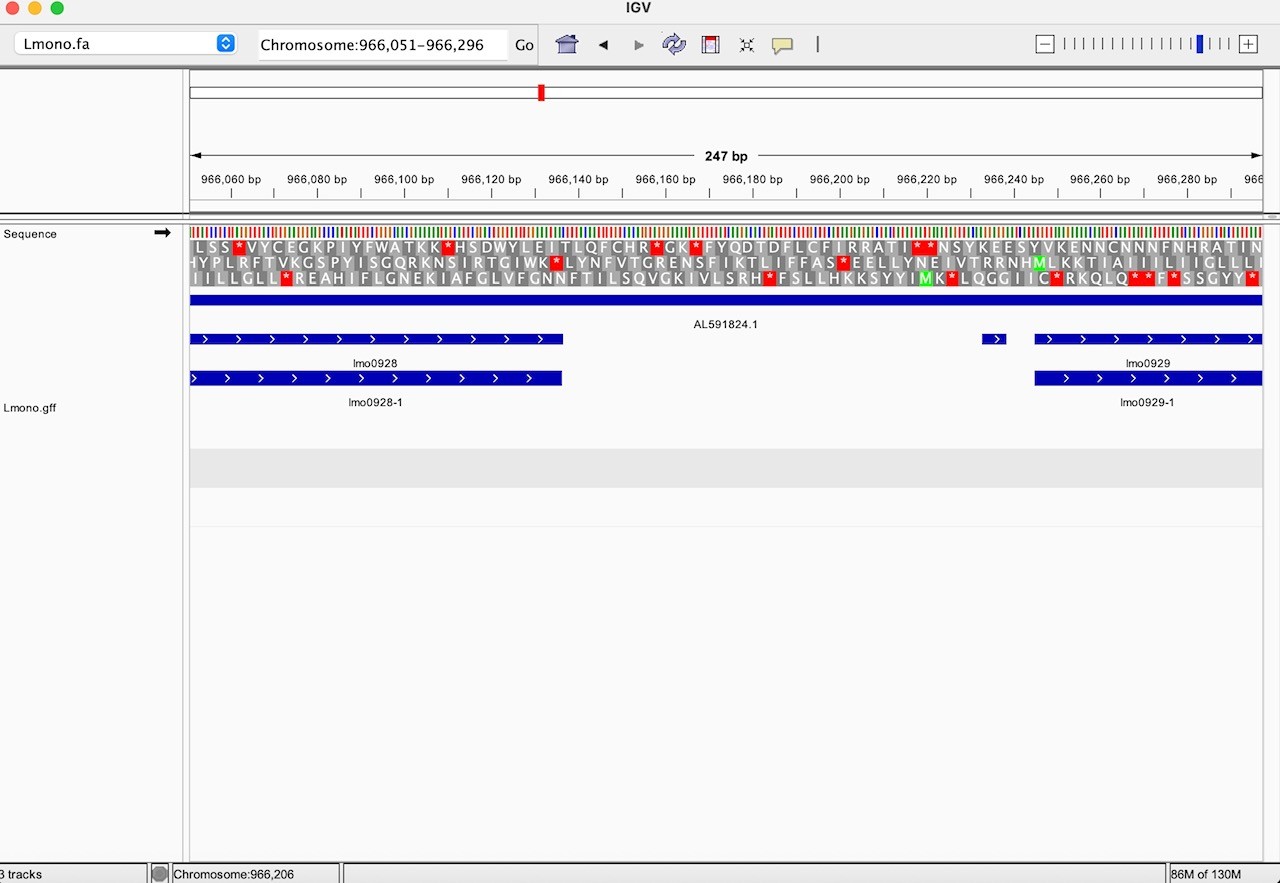 IGV
Lmono.fa Chromosome:966,051-966,296 Go
247 bp
966,060 bp 966,080 bp 966,100 bp 966,120 bp 966,140 bp 966,160 bp 966,180 bp 966,200 bp 966,220 bp 966,240 bp 966,260 bp 966,280 bp 966
Sequence
LSS*VYCEGKPIYFWATKK*HSDWYLEITLQFCHR*GK*FYQDTDFLCFIRRATI**NSYKEESYVKENNCNNNFNHRATIN
HYPLRFTVKGSPYISGQRKNSIRTGIWK*LYNFVTGRENSFIKTLIFFAS*EELLYNEIVTRRNHMLKKTIAIIILIIGLLLI
IILLGLL*REAHIFLGNEKIAFGLVFGNNFTILSQVGKIVLSRH*FSLLHKKSYYIMK*LQGGIIC*RKQLQ**F*SSGYY*
AL591824.1
lmo0928 lmo0929
lmo0928-1 lmo0929-1
Lmono.gff
3 tracks Chromosome:966,206 86M of 130M